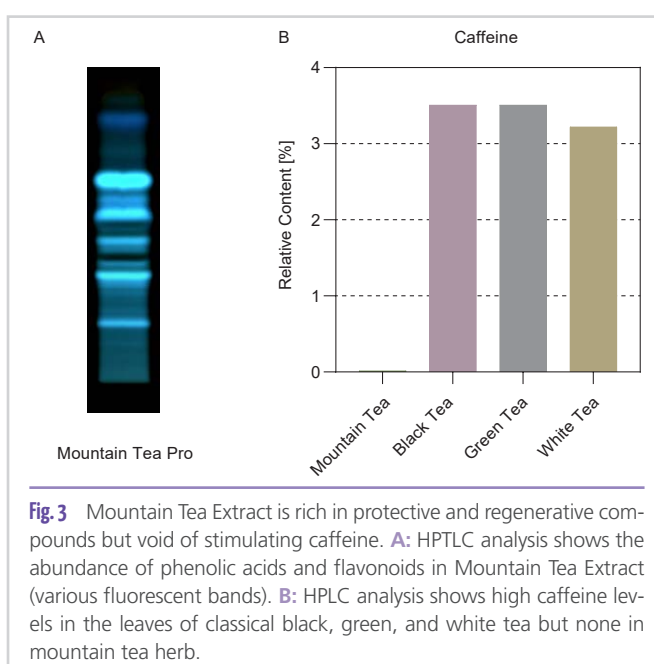 A
B
Caffeine
4
3
2
1
0
Relative Content [%]
Mountain Tea
Black Tea
Green Tea
White Tea
Mountain Tea Pro
Fig. 3 Mountain Tea Extract is rich in protective and regenerative com-
pounds but void of stimulating caffeine. A: HPTLC analysis shows the
abundance of phenolic acids and flavonoids in Mountain Tea Extract
(various fluorescent bands). B: HPLC analysis shows high caffeine lev-
els in the leaves of classical black, green, and white tea but none in
mountain tea herb.